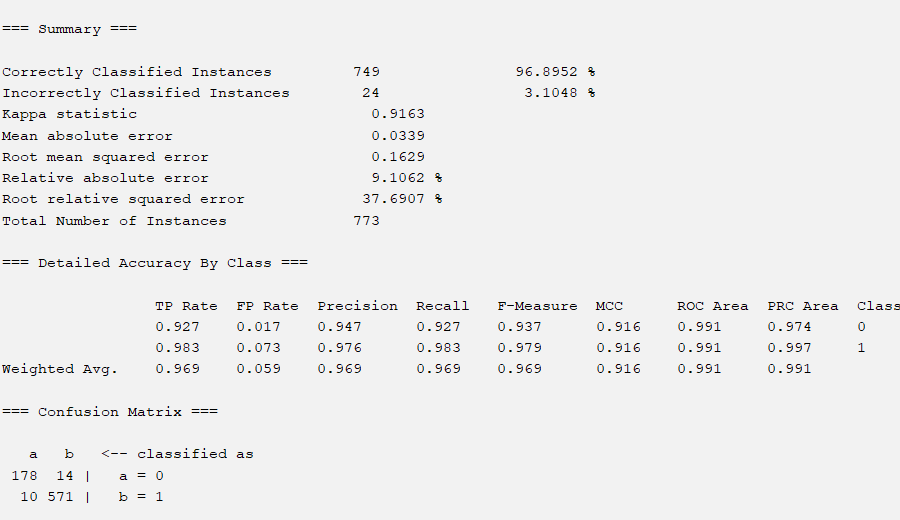 === Summary ===
Correctly Classified Instances 749 96.8952 %
Incorrectly Classified Instances 24 3.1048 %
Kappa statistic 0.9163
Mean absolute error 0.0339
Root mean squared error 0.1629
Relative absolute error 9.1062 %
Root relative squared error 37.6907 %
Total Number of Instances 773
=== Detailed Accuracy By Class ===
TP Rate FP Rate Precision Recall F-Measure MCC ROC Area PRC Area Class
0.927 0.017 0.947 0.927 0.937 0.916 0.991 0.974 0
0.983 0.073 0.976 0.983 0.979 0.916 0.991 0.997 1
Weighted Avg. 0.969 0.059 0.969 0.969 0.969 0.916 0.991 0.991
=== Confusion Matrix ===
a b <-- classified as
178 14 | a = 0
10 571 | b = 1